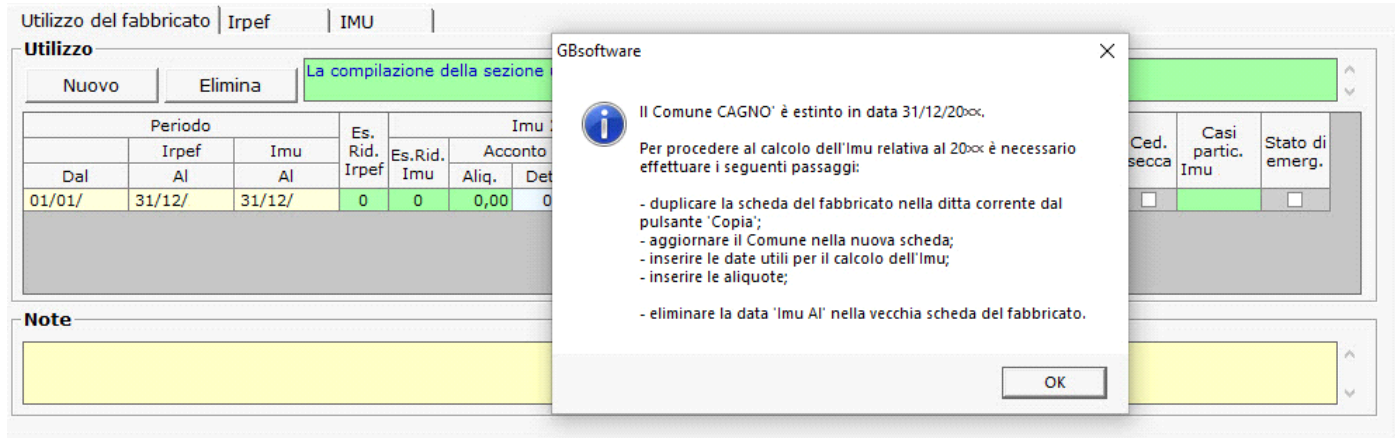 Utilizzo del fabbricato Irpef IMU
Utilizzo
Nuovo Elimina La compilazione della sezione
Periodo Es. Rid. Irpef Imu Ced. secca Casi partic. Imu Stato di emerg.
Irpef Imu Es.Rid. Imu Acconto
Dal Al Al Aliq. Det
01/01/ 31/12/ 31/12/ 0 0 0,00 0
Note
GBsoftware
Il Comune CAGNO' è estinto in data 31/12/20xx.
Per procedere al calcolo dell'Imu relativa al 20xx è necessario
effettuare i seguenti passaggi:
- duplicare la scheda del fabbricato nella ditta corrente dal
pulsante 'Copia';
- aggiornare il Comune nella nuova scheda;
- inserire le date utili per il calcolo dell'Imu;
- inserire le aliquote;
- eliminare la data 'Imu Al' nella vecchia scheda del fabbricato.
OK